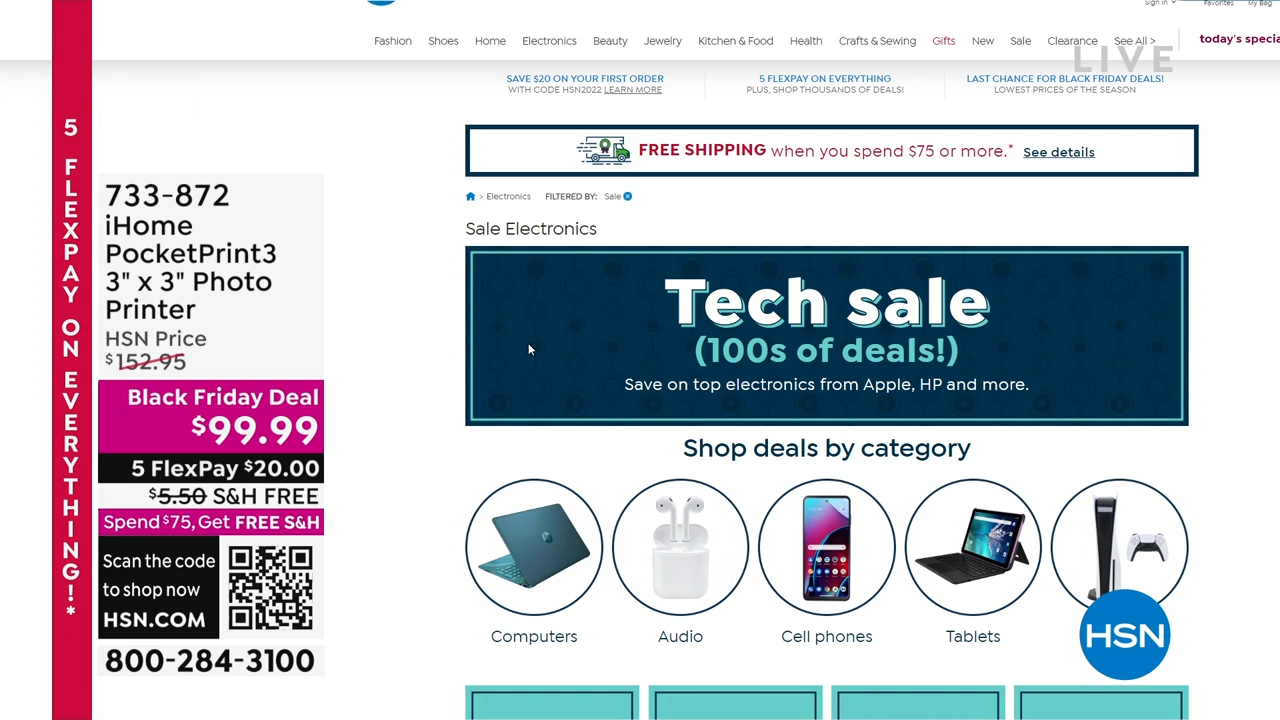 Sign in
Favorites
My Bag
Fashion Shoes Home Electronics Beauty Jewelry Kitchen & Food Health Crafts & Sewing Gifts New Sale Clearance See All >
today's specia
LIVE
SAVE $20 ON YOUR FIRST ORDER
WITH CODE HSN2022 LEARN MORE
5 FLEXPAY ON EVERYTHING
PLUS, SHOP THOUSANDS OF DEALS!
LAST CHANCE FOR BLACK FRIDAY DEALS!
LOWEST PRICES OF THE SEASON
FREE SHIPPING when you spend $75 or more.* See details
> Electronics FILTERED BY: Sale
Sale Electronics
Tech sale
(100s of deals!)
Save on top electronics from Apple, HP and more.
Shop deals by category
Computers
Audio
Cell phones
Tablets
HSN
5 FLEXPAY ON EVERYTHING!*
733-872
iHome
PocketPrint3
3" x 3" Photo
Printer
HSN Price
$152.95
Black Friday Deal
$99.99
5 FlexPay $20.00
$5.50 S&H FREE
Spend $75, Get FREE S&H
Scan the code
to shop now
HSN.COM
800-284-3100